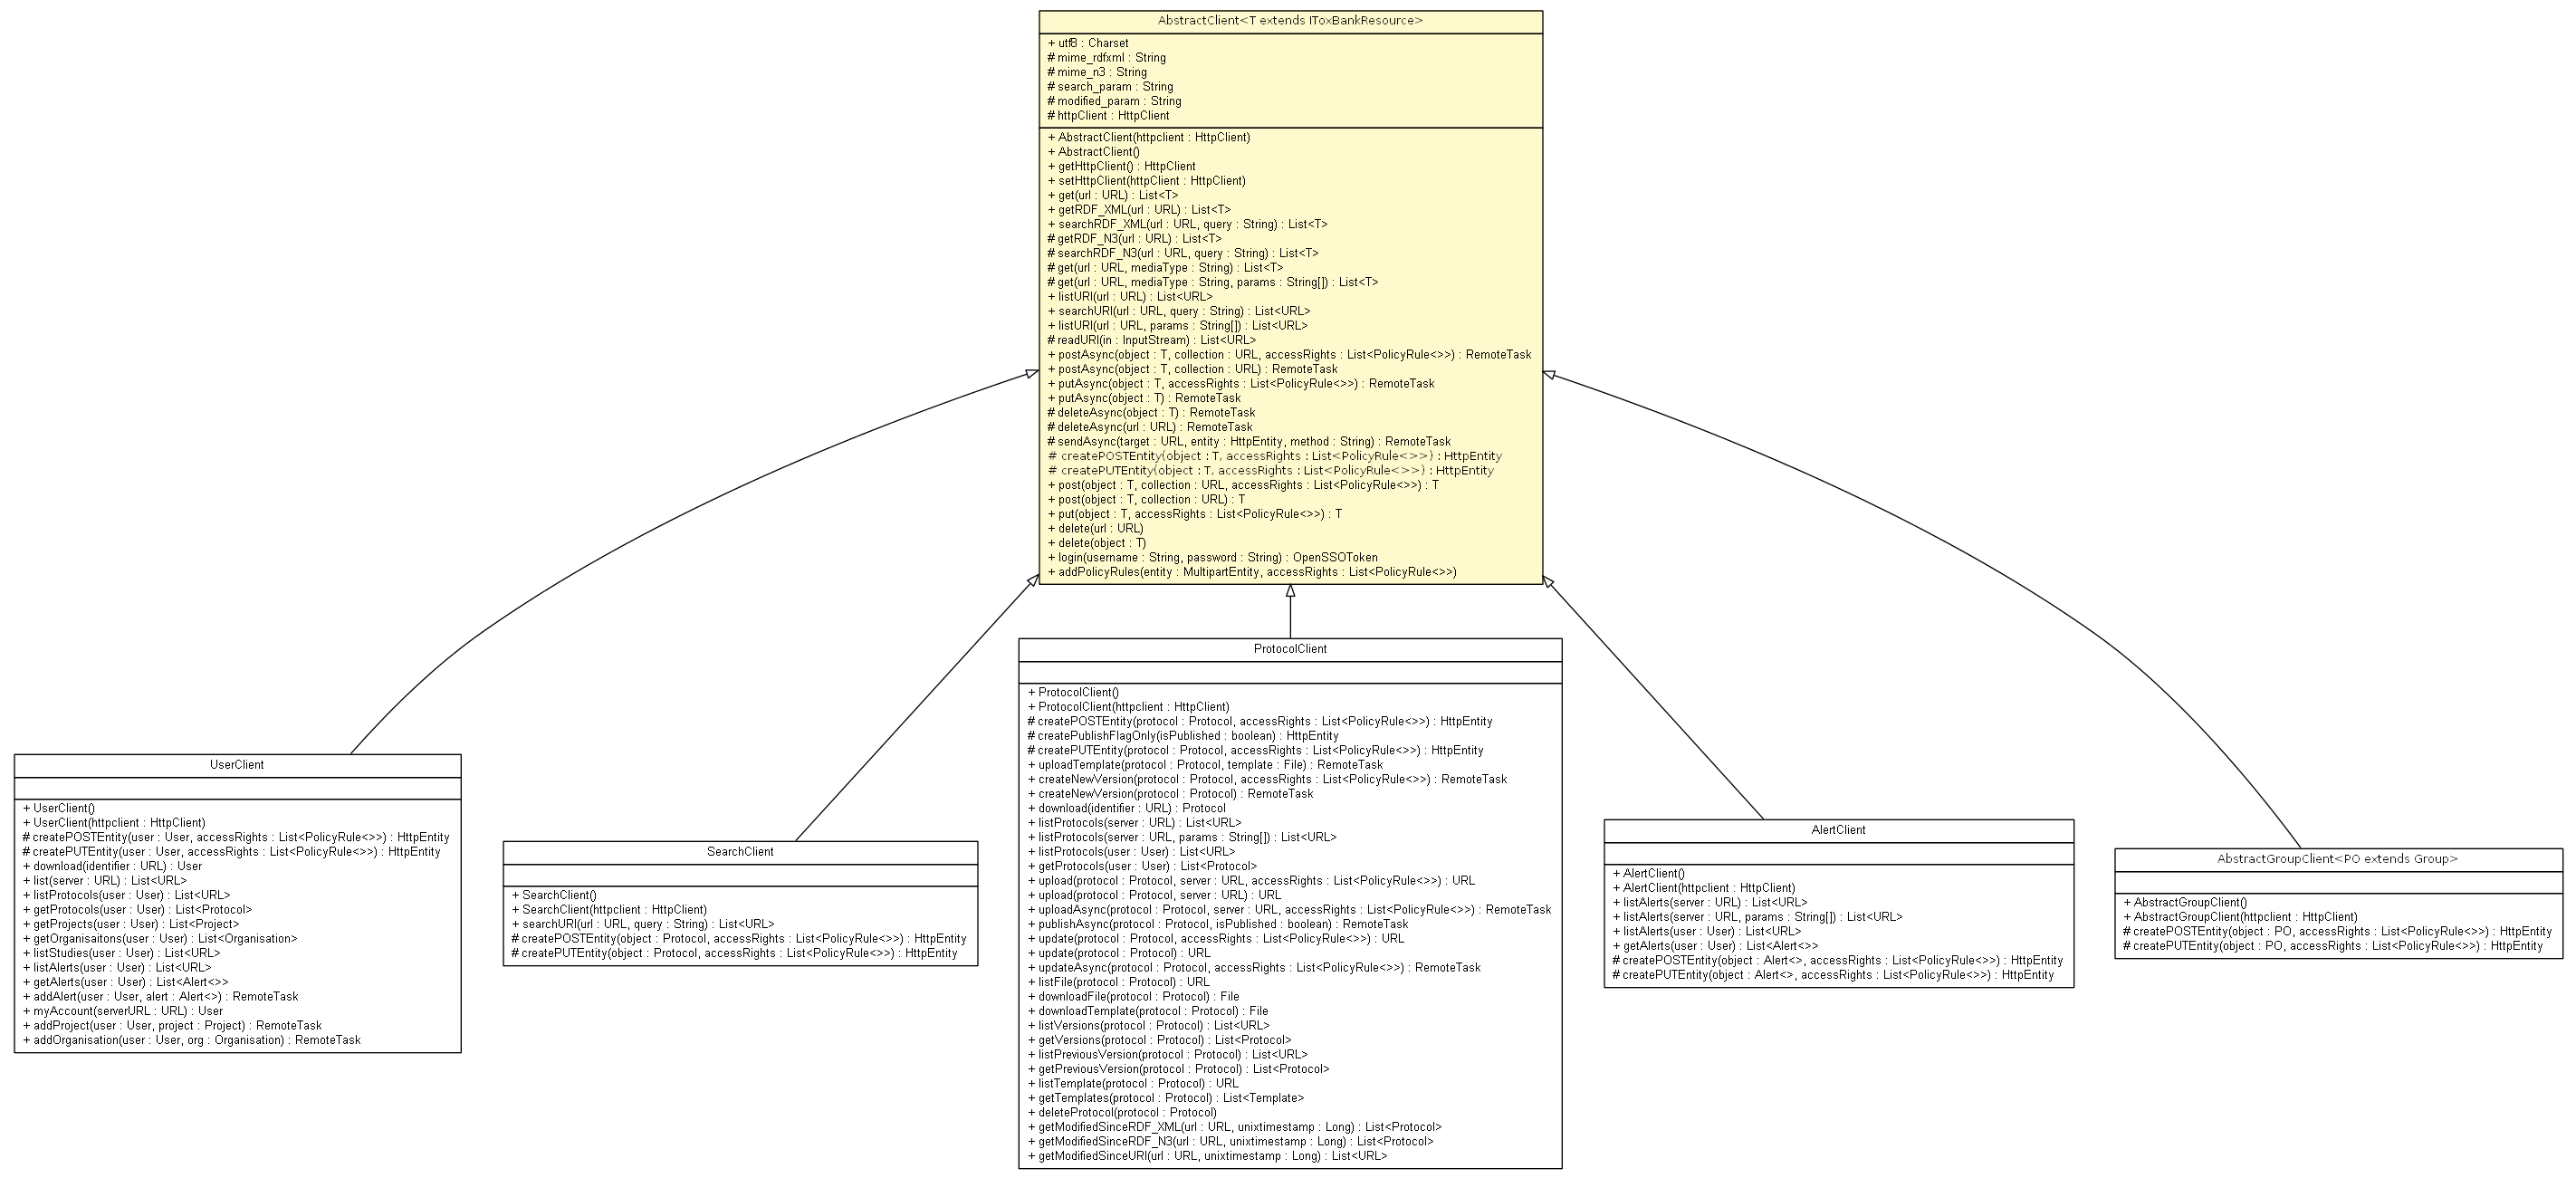 AbstractClient<T extends IToxBankResource>
+ utf8 : Charset
# mime_rdfxml : String
# mime_n3 : String
# search_param : String
# modified_param : String
# httpClient : HttpClient
+ AbstractClient(httpclient : HttpClient)
+ AbstractClient()
+ getHttpClient() : HttpClient
+ setHttpClient(httpClient : HttpClient)
+ get(url : URL) : List<T>
+ getRDF_XML(url : URL) : List<T>
+ searchRDF_XML(url : URL, query : String) : List<T>
# getRDF_N3(url : URL) : List<T>
# searchRDF_N3(url : URL, query : String) : List<T>
# get(url : URL, mediaType : String) : List<T>
# get(url : URL, mediaType : String, params : String[]) : List<T>
+ listURI(url : URL) : List<URL>
+ searchURI(url : URL, query : String) : List<URL>
+ listURI(url : URL, params : String[]) : List<URL>
# readURI(in : InputStream) : List<URL>
+ postAsync(object : T, collection : URL, accessRights : List<PolicyRule<>>) : RemoteTask
+ postAsync(object : T, collection : URL) : RemoteTask
+ putAsync(object : T, accessRights : List<PolicyRule<>>) : RemoteTask
+ putAsync(object : T) : RemoteTask
# deleteAsync(object : T) : RemoteTask
# deleteAsync(url : URL) : RemoteTask
# sendAsync(target : URL, entity : HttpEntity, method : String) : RemoteTask
# createPOSTEntity(object : T, accessRights : List<PolicyRule<>>) : HttpEntity
# createPUTEntity(object : T, accessRights : List<PolicyRule<>>) : HttpEntity
+ post(object : T, collection : URL, accessRights : List<PolicyRule<>>) : T
+ post(object : T, collection : URL) : T
+ put(object : T, accessRights : List<PolicyRule<>>) : T
+ delete(url : URL)
+ delete(object : T)
+ login(username : String, password : String) : OpenSSOToken
+ addPolicyRules(entity : MultipartEntity, accessRights : List<PolicyRule<>>)
UserClient
+ UserClient()
+ UserClient(httpclient : HttpClient)
# createPOSTEntity(user : User, accessRights : List<PolicyRule<>>) : HttpEntity
# createPUTEntity(user : User, accessRights : List<PolicyRule<>>) : HttpEntity
+ download(identifier : URL) : User
+ list(server : URL) : List<URL>
+ listProtocols(user : User) : List<URL>
+ getProtocols(user : User) : List<Protocol>
+ getProjects(user : User) : List<Project>
+ getOrganisaitons(user : User) : List<Organisation>
+ listStudies(user : User) : List<URL>
+ listAlerts(user : User) : List<URL>
+ getAlerts(user : User) : List<Alert<>>
+ addAlert(user : User, alert : Alert<>) : RemoteTask
+ myAccount(serverURL : URL) : User
+ addProject(user : User, project : Project) : RemoteTask
+ addOrganisation(user : User, org : Organisation) : RemoteTask
SearchClient
+ SearchClient()
+ SearchClient(httpclient : HttpClient)
+ searchURI(url : URL, query : String) : List<URL>
# createPOSTEntity(object : Protocol, accessRights : List<PolicyRule<>>) : HttpEntity
# createPUTEntity(object : Protocol, accessRights : List<PolicyRule<>>) : HttpEntity
ProtocolClient
+ ProtocolClient()
+ ProtocolClient(httpclient : HttpClient)
# createPOSTEntity(protocol : Protocol, accessRights : List<PolicyRule<>>) : HttpEntity
# createPublishFlagOnly(isPublished : boolean) : HttpEntity
# createPUTEntity(protocol : Protocol, accessRights : List<PolicyRule<>>) : HttpEntity
+ uploadTemplate(protocol : Protocol, template : File) : RemoteTask
+ createNewVersion(protocol : Protocol, accessRights : List<PolicyRule<>>) : RemoteTask
+ createNewVersion(protocol : Protocol) : RemoteTask
+ download(identifier : URL) : Protocol
+ listProtocols(server : URL) : List<URL>
+ listProtocols(server : URL, params : String[]) : List<URL>
+ listProtocols(user : User) : List<URL>
+ getProtocols(user : User) : List<Protocol>
+ upload(protocol : Protocol, server : URL, accessRights : List<PolicyRule<>>) : URL
+ upload(protocol : Protocol, server : URL) : URL
+ uploadAsync(protocol : Protocol, server : URL, accessRights : List<PolicyRule<>>) : RemoteTask
+ publishAsync(protocol : Protocol, isPublished : boolean) : RemoteTask
+ update(protocol : Protocol, accessRights : List<PolicyRule<>>) : URL
+ update(protocol : Protocol) : URL
+ updateAsync(protocol : Protocol, accessRights : List<PolicyRule<>>) : RemoteTask
+ listFile(protocol : Protocol) : URL
+ downloadFile(protocol : Protocol) : File
+ downloadTemplate(protocol : Protocol) : File
+ listVersions(protocol : Protocol) : List<URL>
+ getVersions(protocol : Protocol) : List<Protocol>
+ listPreviousVersion(protocol : Protocol) : List<URL>
+ getPreviousVersion(protocol : Protocol) : List<Protocol>
+ listTemplate(protocol : Protocol) : URL
+ getTemplates(protocol : Protocol) : List<Template>
+ deleteProtocol(protocol : Protocol)
+ getModifiedSinceRDF_XML(url : URL, unixtimestamp : Long) : List<Protocol>
+ getModifiedSinceRDF_N3(url : URL, unixtimestamp : Long) : List<Protocol>
+ getModifiedSinceURI(url : URL, unixtimestamp : Long) : List<URL>
AlertClient
+ AlertClient()
+ AlertClient(httpclient : HttpClient)
+ listAlerts(server : URL) : List<URL>
+ listAlerts(server : URL, params : String[]) : List<URL>
+ listAlerts(user : User) : List<URL>
+ getAlerts(user : User) : List<Alert<>>
# createPOSTEntity(object : Alert<>, accessRights : List<PolicyRule<>>) : HttpEntity
# createPUTEntity(object : Alert<>, accessRights : List<PolicyRule<>>) : HttpEntity
AbstractGroupClient<PO extends Group>
+ AbstractGroupClient()
+ AbstractGroupClient(httpclient : HttpClient)
# createPOSTEntity(object : PO, accessRights : List<PolicyRule<>>) : HttpEntity
# createPUTEntity(object : PO, accessRights : List<PolicyRule<>>) : HttpEntity